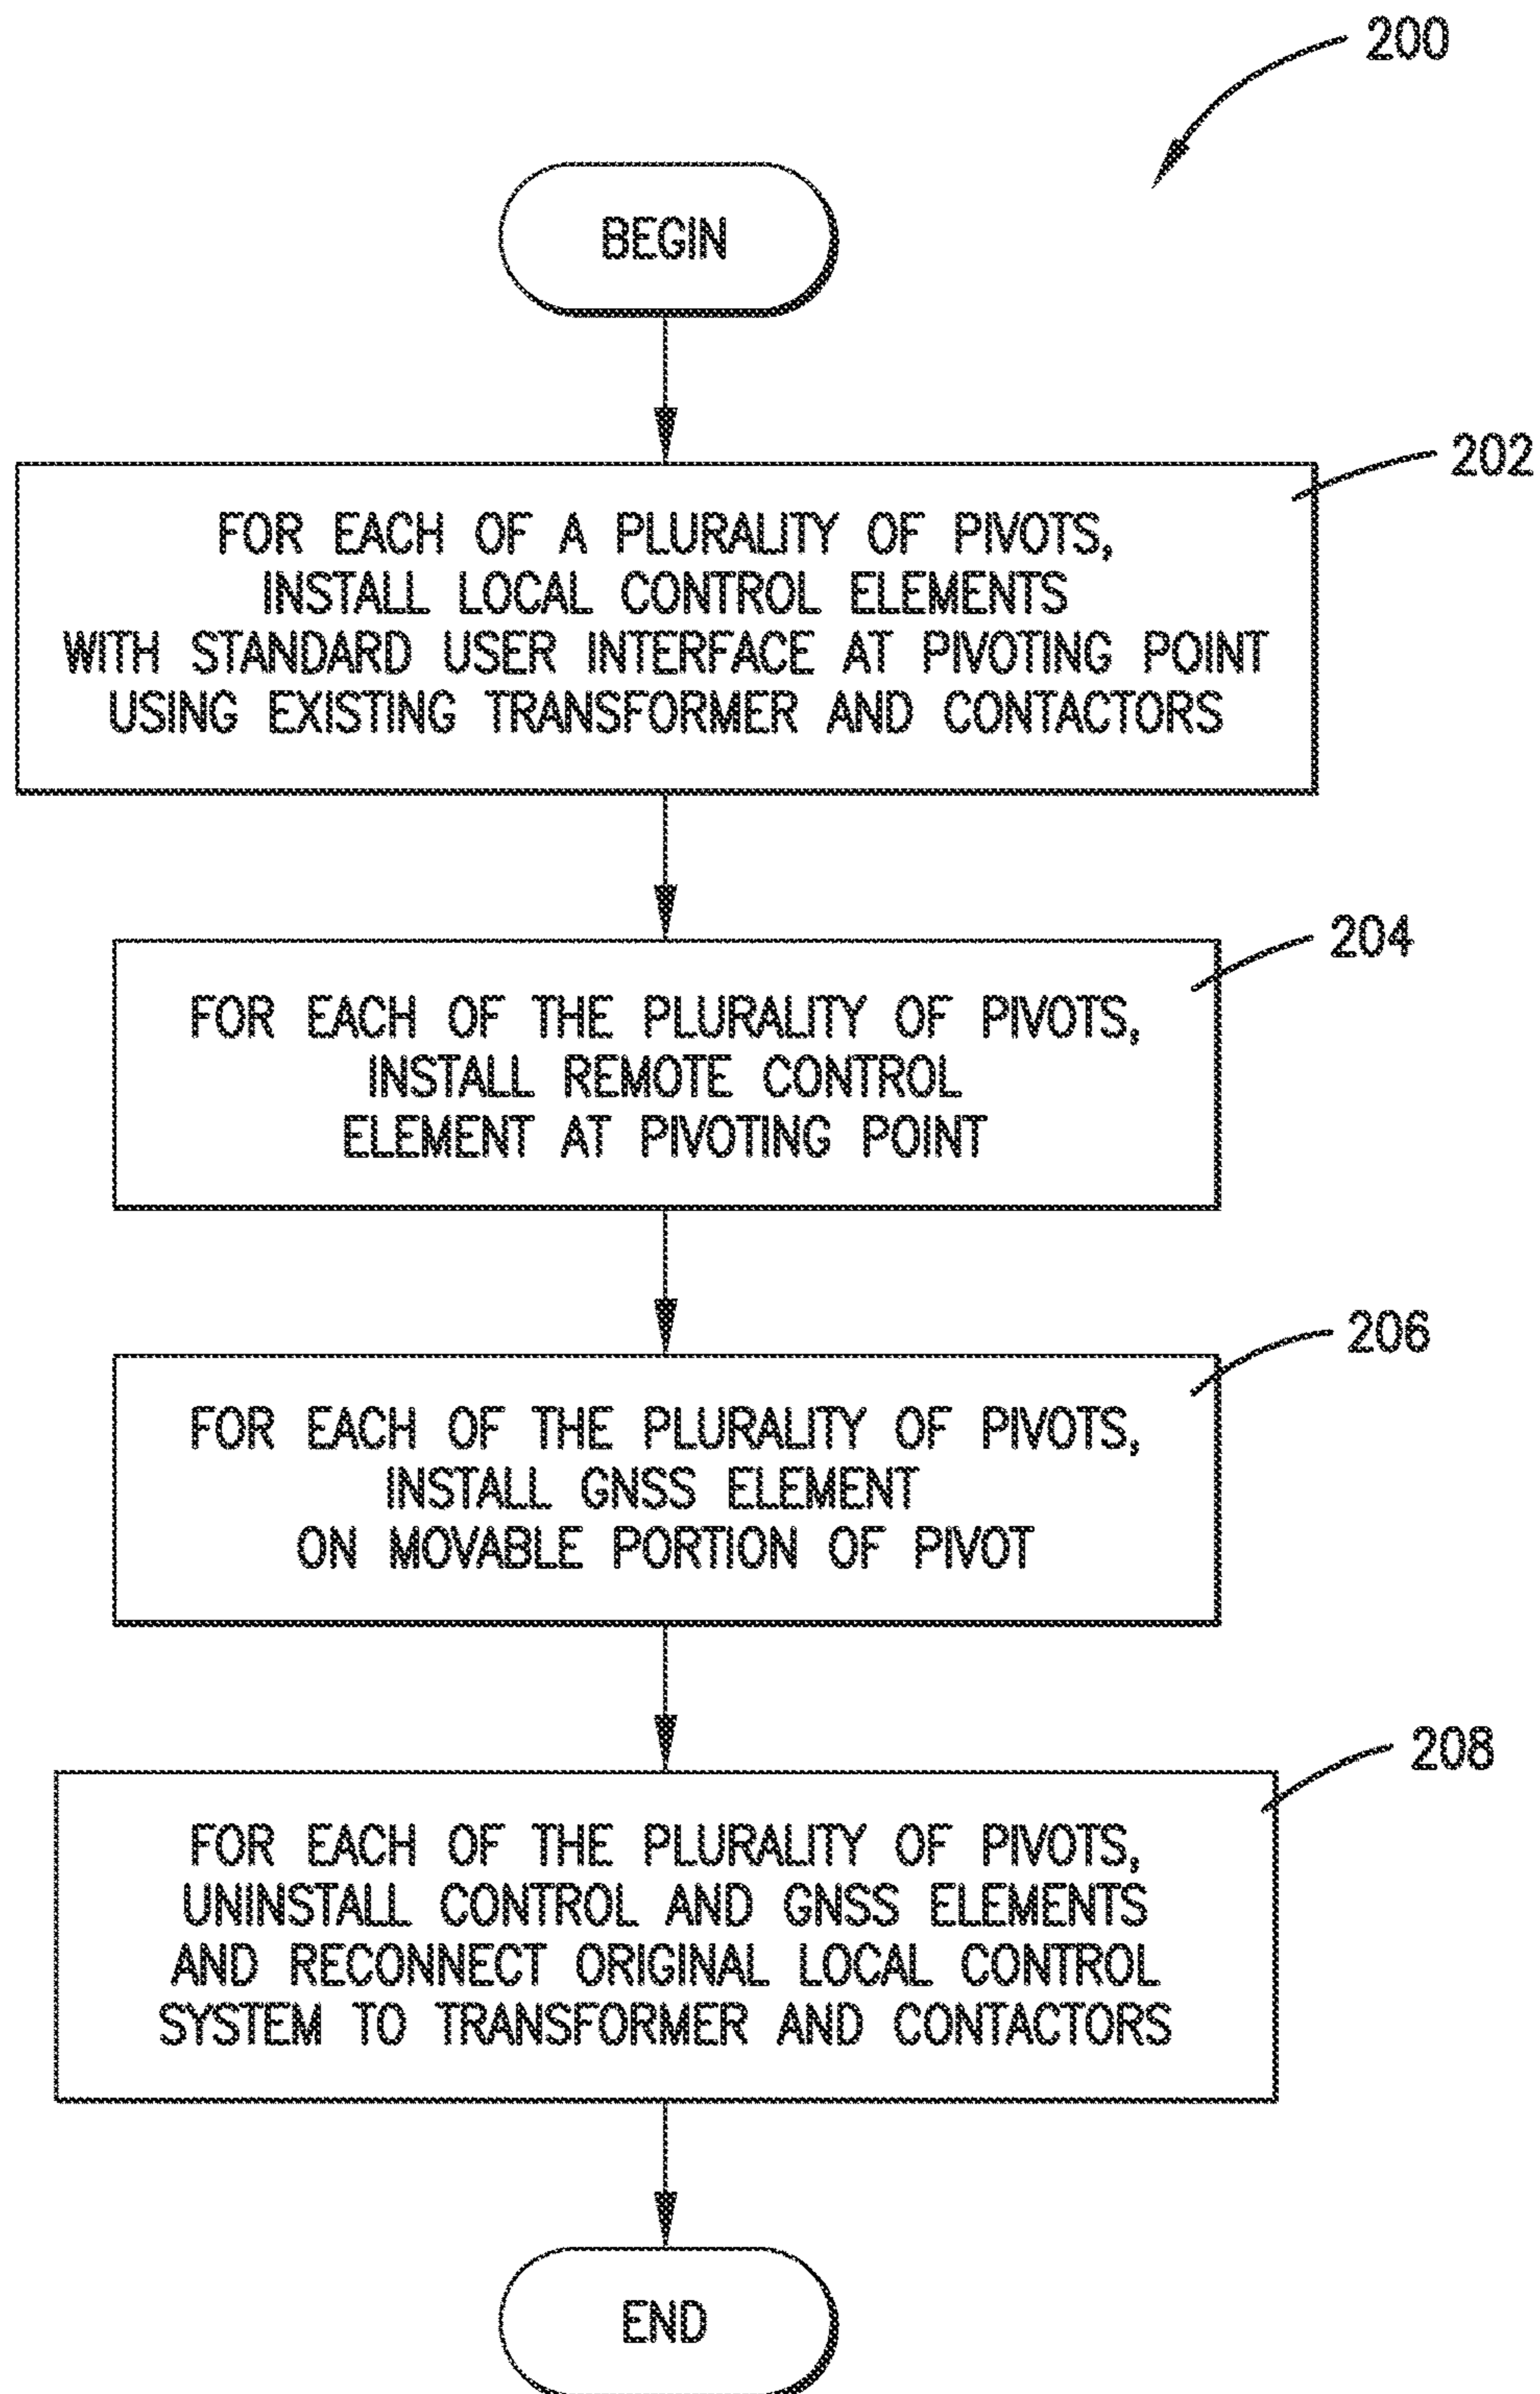 200
BEGIN
202
FOR EACH OF A PLURALITY OF PIVOTS,
INSTALL LOCAL CONTROL ELEMENTS
WITH STANDARD USER INTERFACE AT PIVOTING POINT
USING EXISTING TRANSFORMER AND CONTACTORS
204
FOR EACH OF THE PLURALITY OF PIVOTS,
INSTALL REMOTE CONTROL
ELEMENT AT PIVOTING POINT
206
FOR EACH OF THE PLURALITY OF PIVOTS,
INSTALL GNSS ELEMENT
ON MOVABLE PORTION OF PIVOT
208
FOR EACH OF THE PLURALITY OF PIVOTS,
UNINSTALL CONTROL AND GNSS ELEMENTS
AND RECONNECT ORIGINAL LOCAL CONTROL
SYSTEM TO TRANSFORMER AND CONTACTORS
END